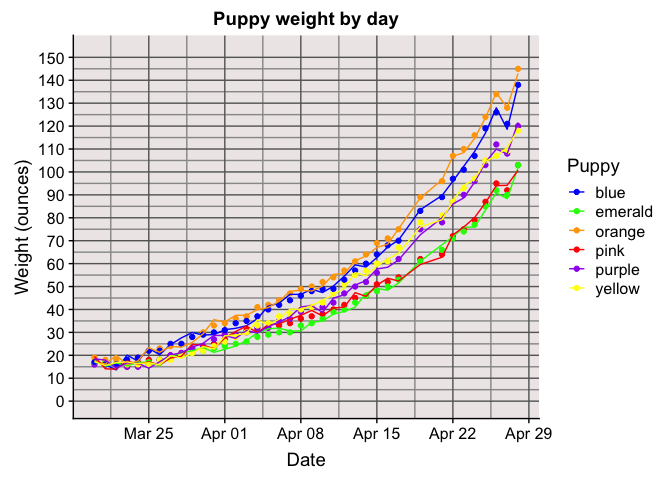 Puppy weight by day
150
140
130
120
110
100
90
80
70
60
50
40
30
20
10
0
Weight (ounces)
Mar 25 Apr 01 Apr 08 Apr 15 Apr 22 Apr 29
Date
Puppy
blue
emerald
orange
pink
purple
yellow